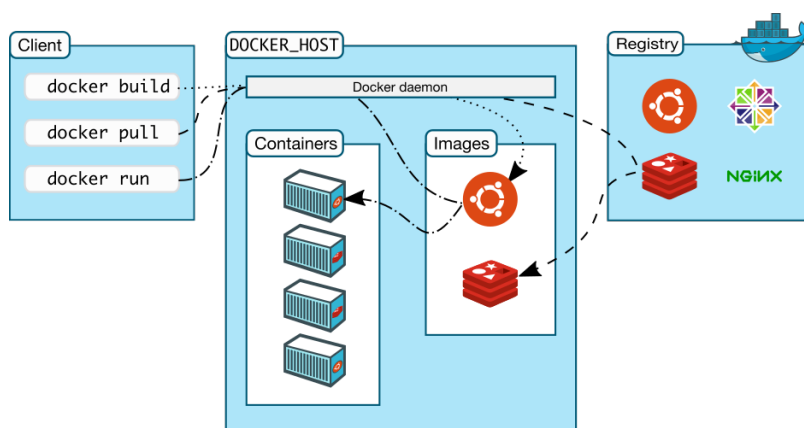 Client
docker build
docker pull
docker run
DOCKER_HOST
Docker daemon
Containers
Images
Registry
NGiNX